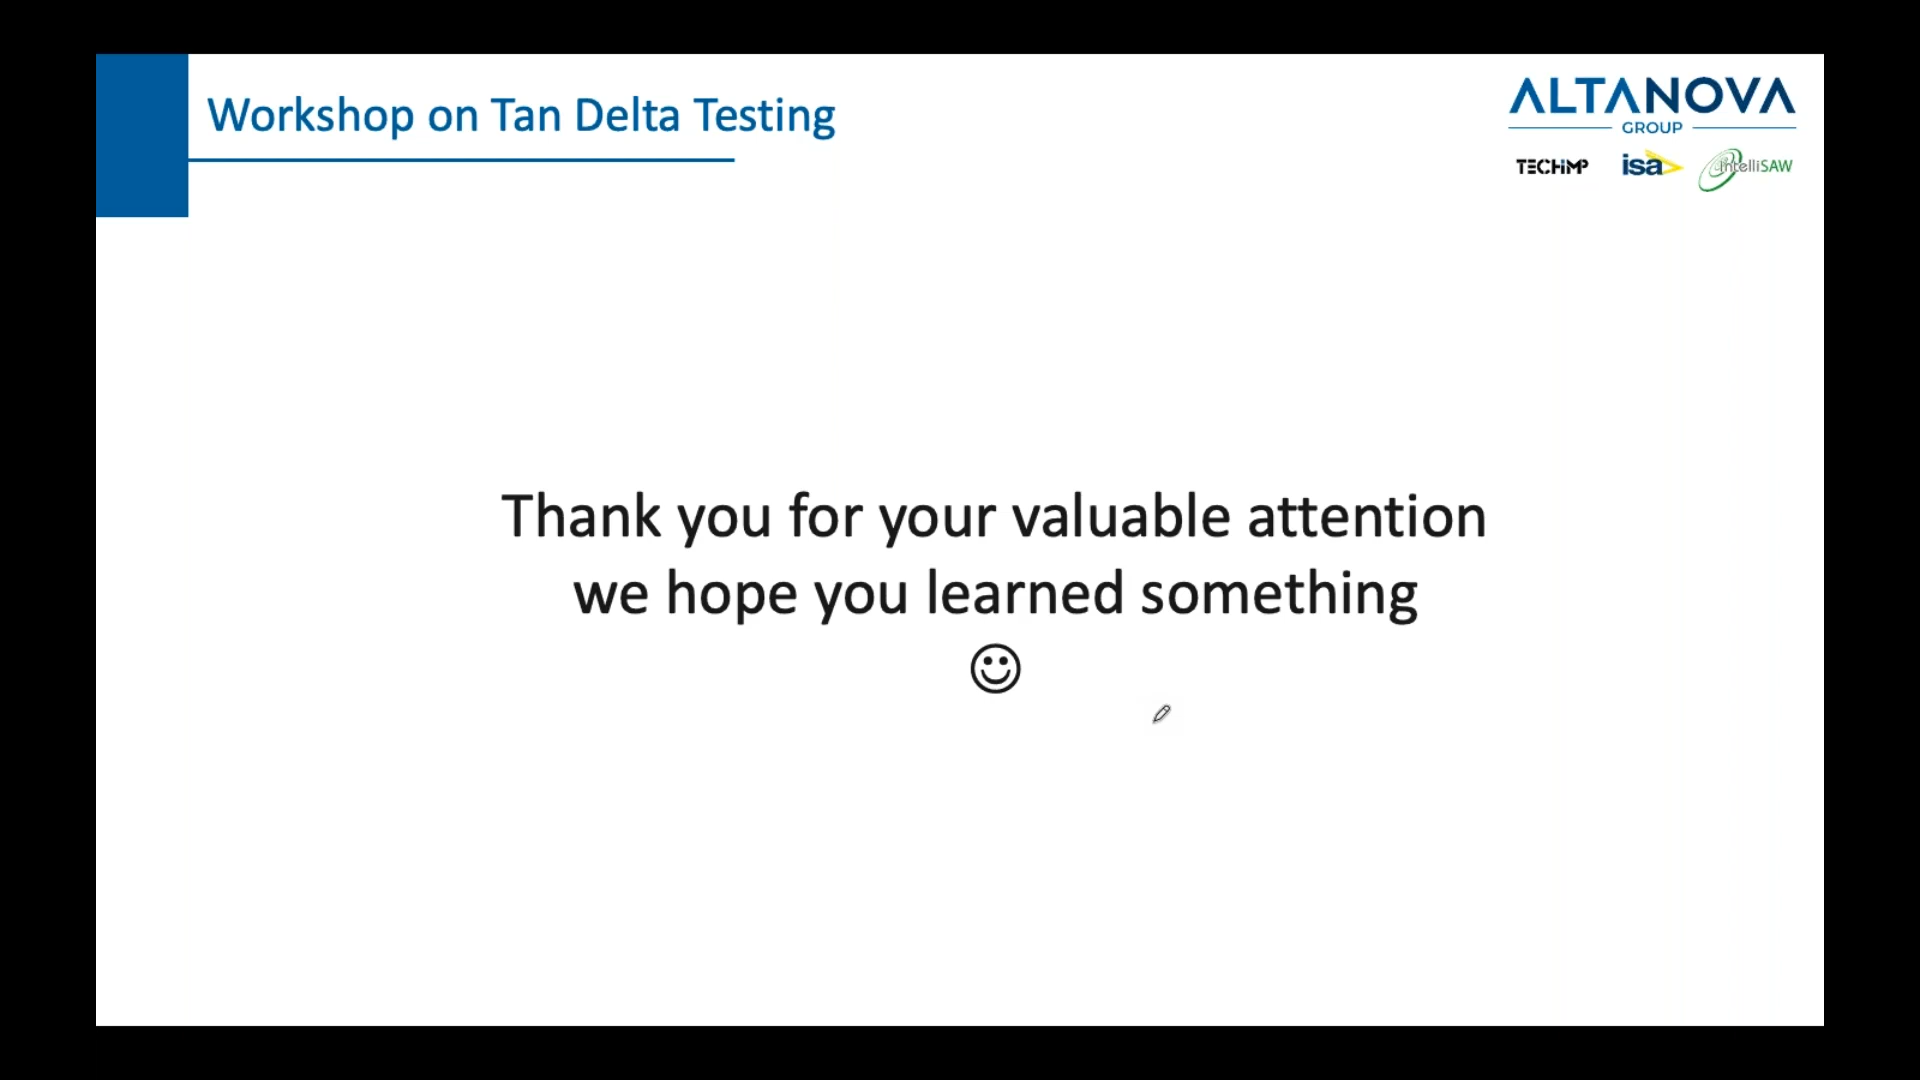 Workshop on Tan Delta Testing
ALTANOVA
GROUP
TECHIMP
isa
IntelliSAW
Thank you for your valuable attention
we hope you learned something